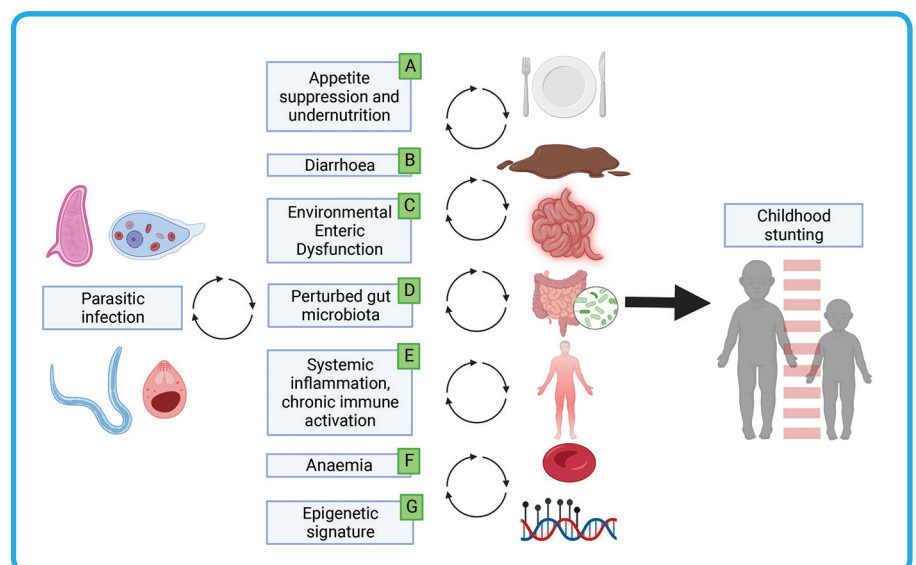 A
Appetite
suppression and
undernutrition
B
Diarrhoea
C
Environmental
Enteric
Dysfunction
Childhood
stunting
Parasitic
infection
D
Perturbed gut
microbiota
E
Systemic
inflammation,
chronic immune
activation
F
Anaemia
G
Epigenetic
signature